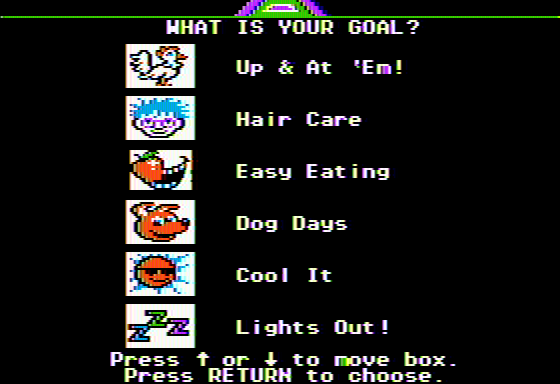 WHAT IS YOUR GOAL?
Up & At 'Em!
Hair Care
Easy Eating
Dog Days
Cool It
ZZZ
Lights Out!
Press ↑ or ↓ to move box.
Press RETURN to choose.